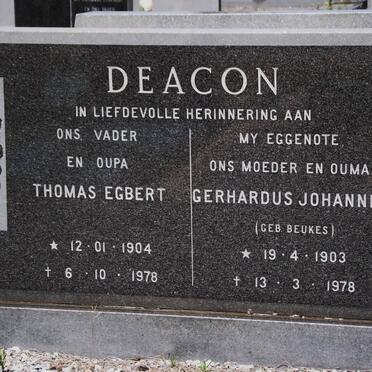 DEACON
IN LIEFDEVOLLE HERINNERING AAN
ONS VADER
EN OUPA
THOMAS EGBERT
★ 12·01·1904
† 6·10·1978
MY EGGENOTE
ONS MOEDER EN OUMA
GERHARDUS
(GEB BEUKES)
★ 19·4·1903
† 13·3·1978